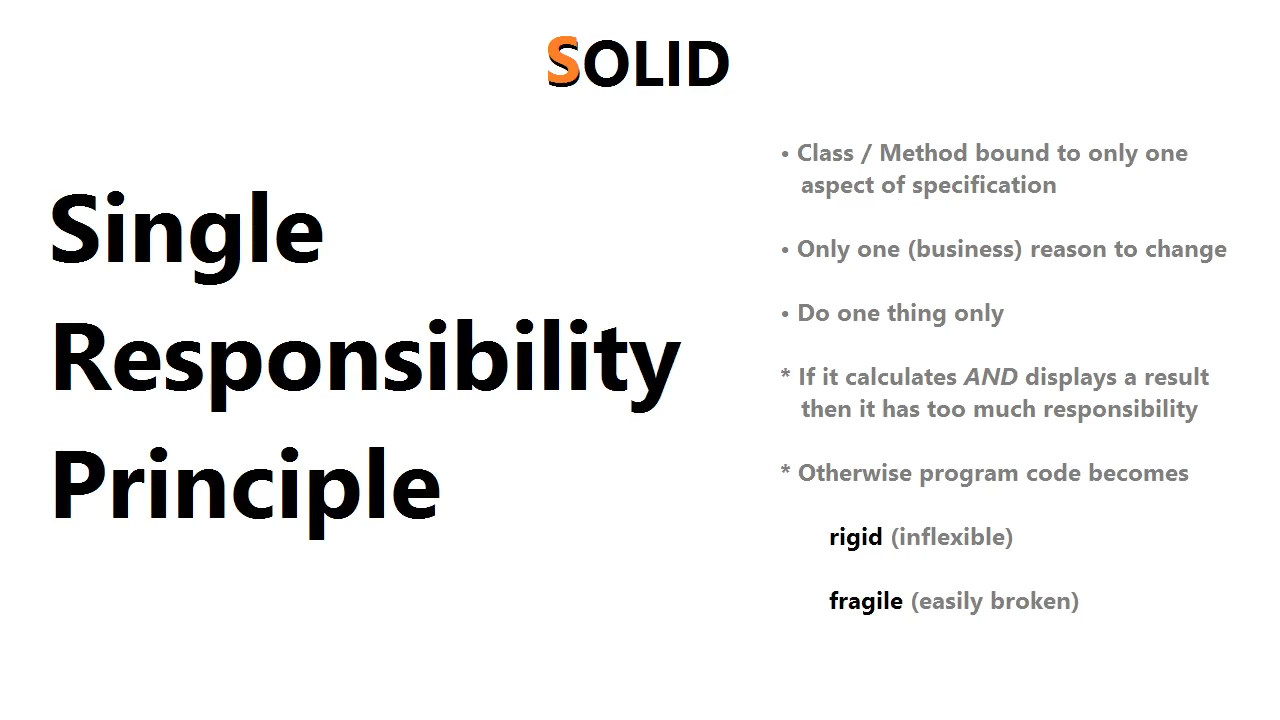 SOLID
Single
Responsibility
Principle
• Class / Method bound to only one
aspect of specification
• Only one (business) reason to change
• Do one thing only
* If it calculates AND displays a result
then it has too much responsibility
* Otherwise program code becomes
rigid (inflexible)
fragile (easily broken)